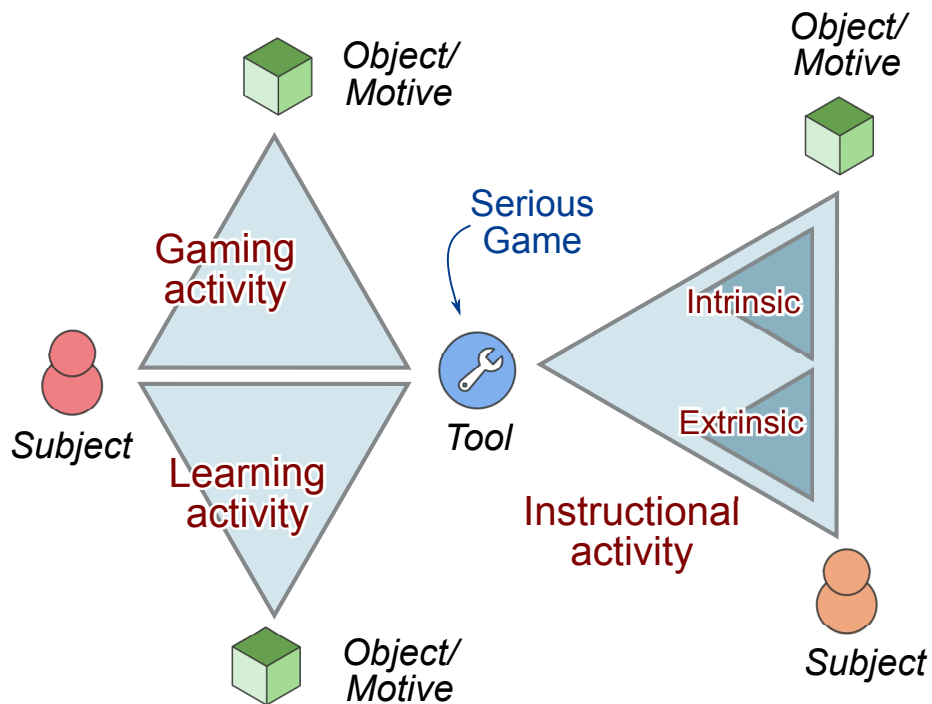 Object/
Motive
Object/
Motive
Serious
Game
Gaming
activity
Intrinsic
Extrinsic
Subject
Tool
Learning
activity
Instructional
activity
Object/
Motive
Subject